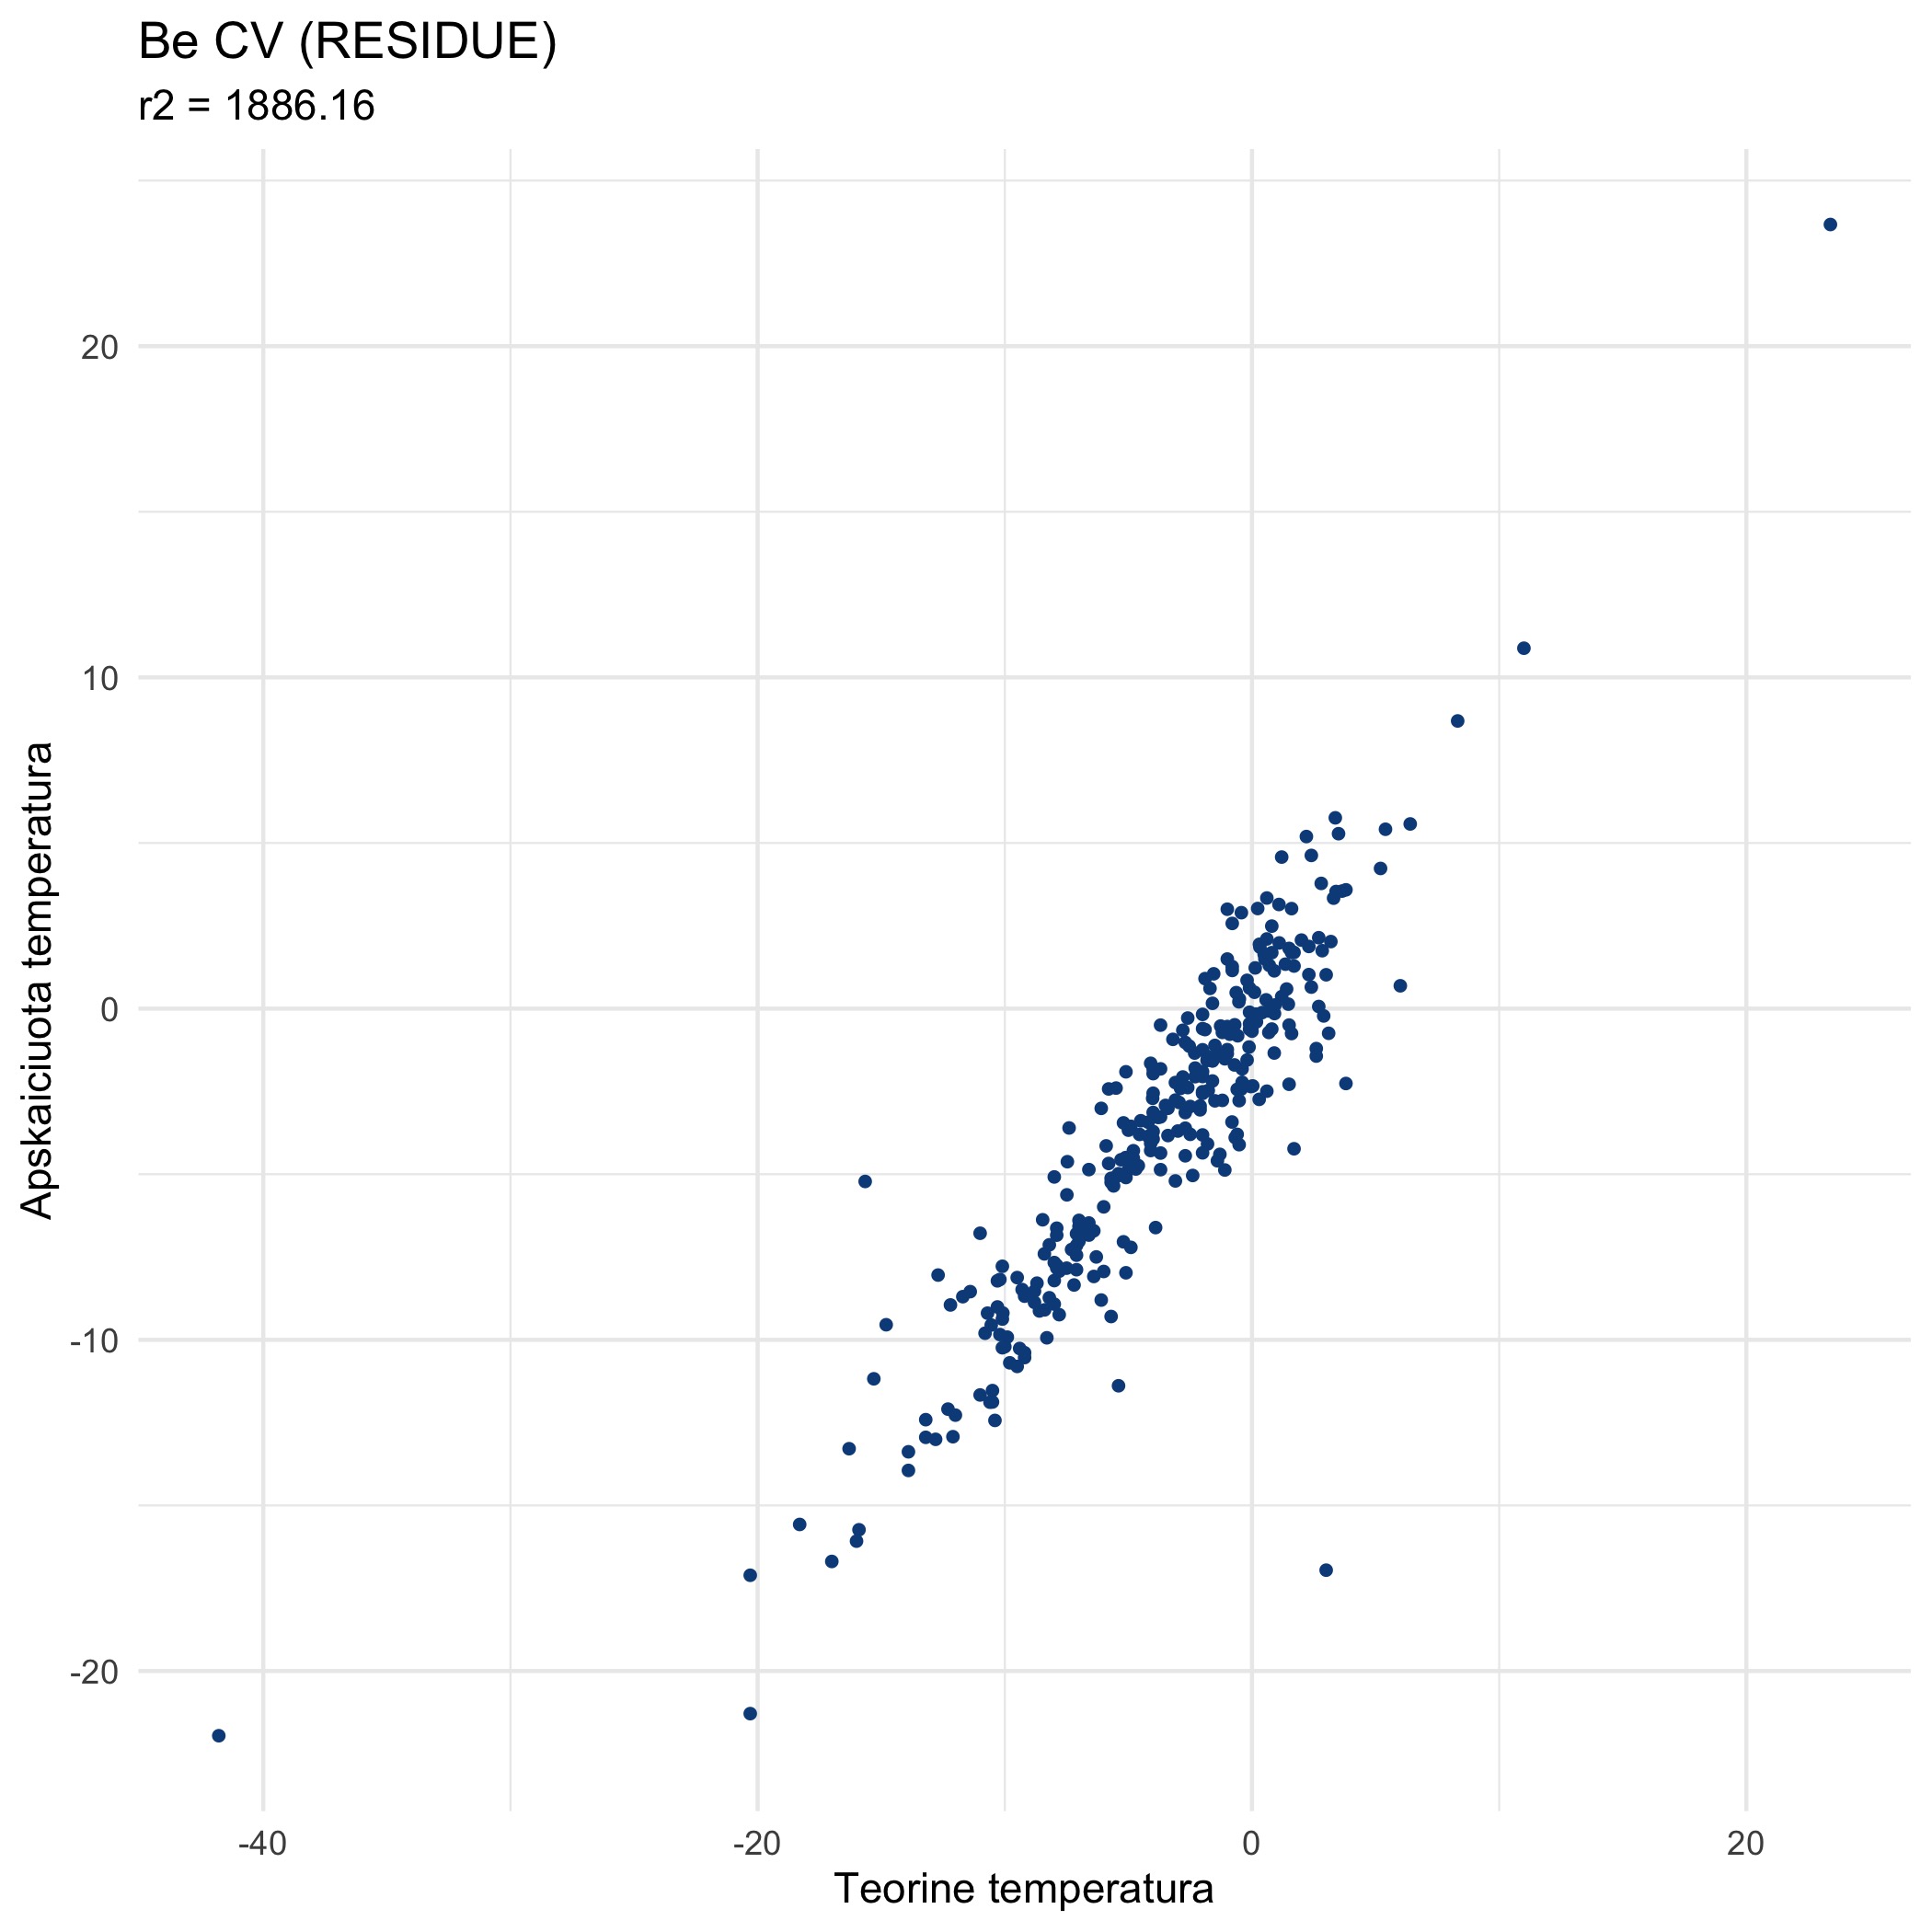 Be CV (RESIDUE)
r2 = 1886.16
20
10
0
-10
-20
Apskaiciuota temperatura
-40
-20
0
20
Teorine temperatura